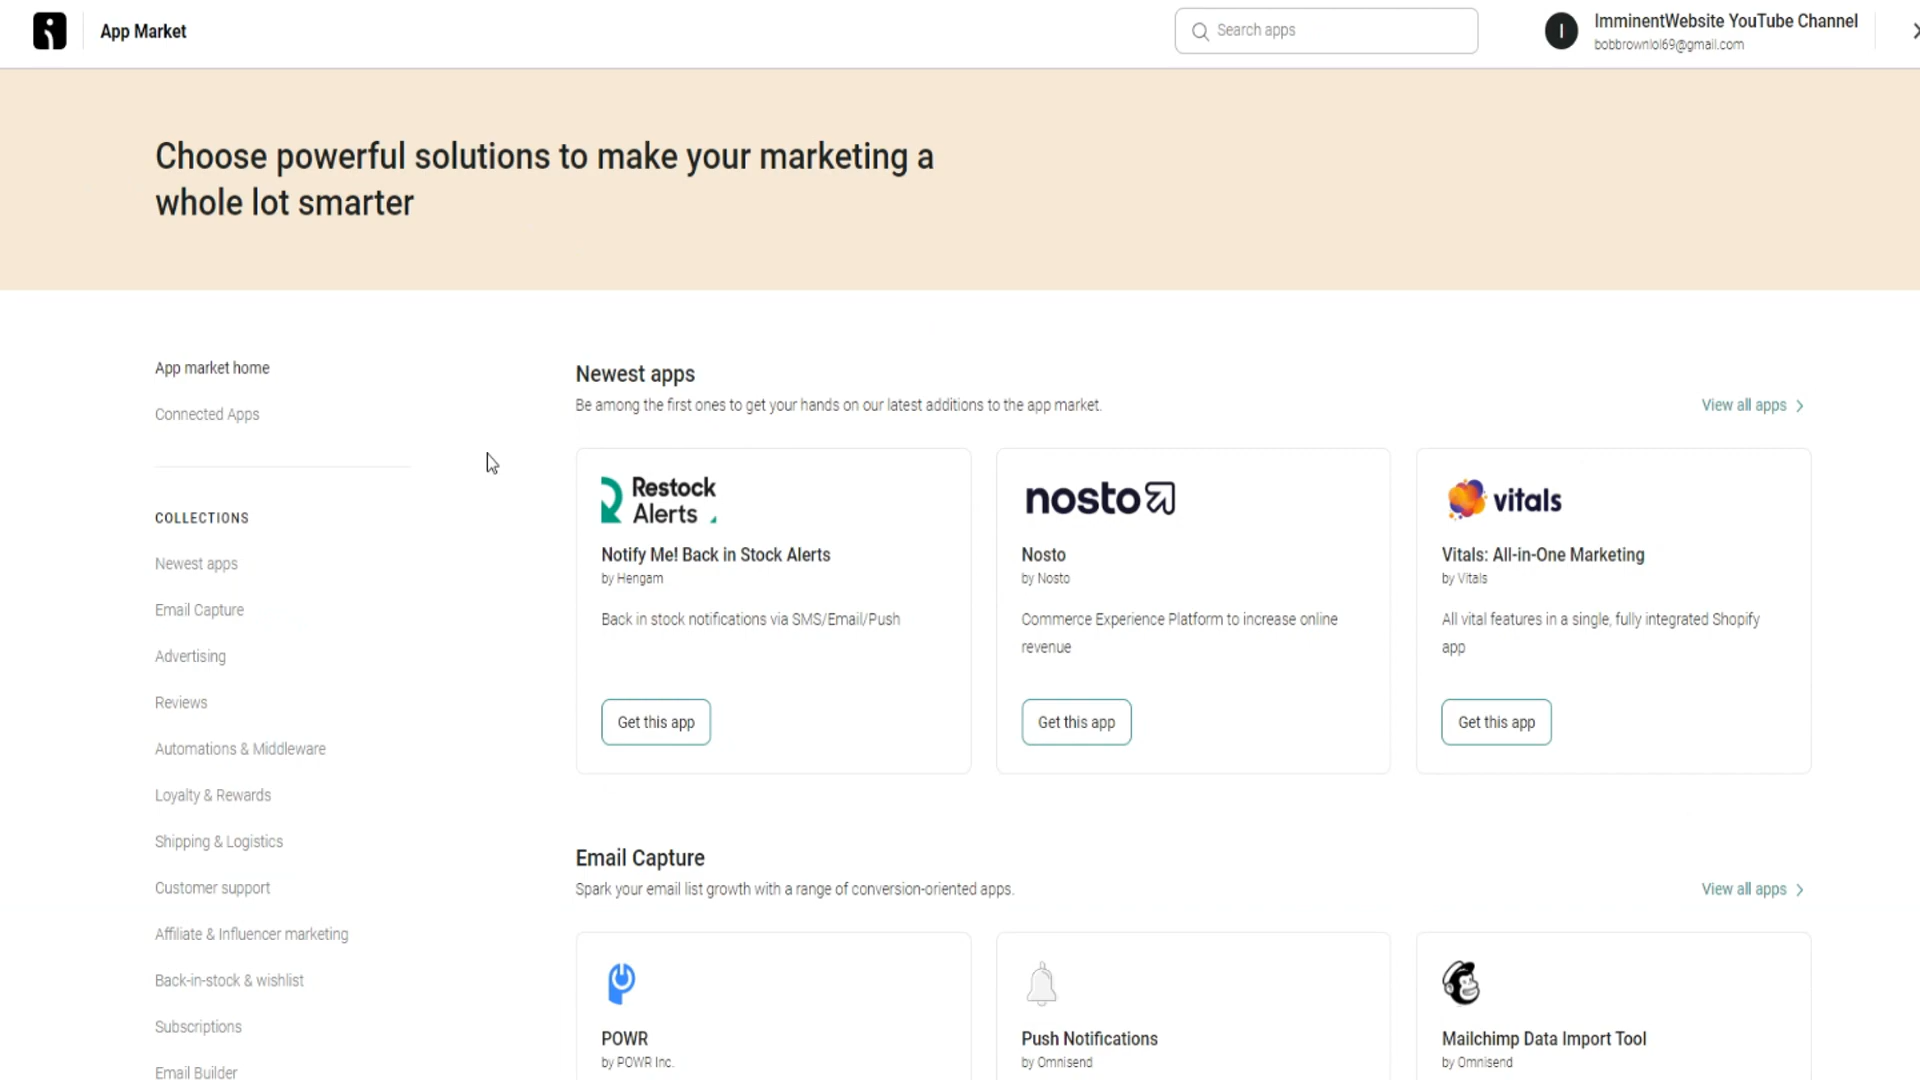 App Market
Search apps
I
ImminentWebsite YouTube Channel
bobbrownlol69@gmail.com
Choose powerful solutions to make your marketing a
whole lot smarter
App market home
Connected Apps
COLLECTIONS
Newest apps
Email Capture
Advertising
Reviews
Automations & Middleware
Loyalty & Rewards
Shipping & Logistics
Customer support
Affiliate & Influencer marketing
Back-in-stock & wishlist
Subscriptions
Email Builder
Newest apps
Be among the first ones to get your hands on our latest additions to the app market.
View all apps
Restock
Alerts
Notify Me! Back in Stock Alerts
by Hengam
Back in stock notifications via SMS/Email/Push
Get this app
nosto
Nosto
by Nosto
Commerce Experience Platform to increase online
revenue
Get this app
vitals
Vitals: All-in-One Marketing
by Vitals
All vital features in a single, fully integrated Shopify
app
Get this app
Email Capture
Spark your email list growth with a range of conversion-oriented apps.
View all apps
POWR
by POWR Inc.
Push Notifications
by Omnisend
Mailchimp Data Import Tool
by Omnisend